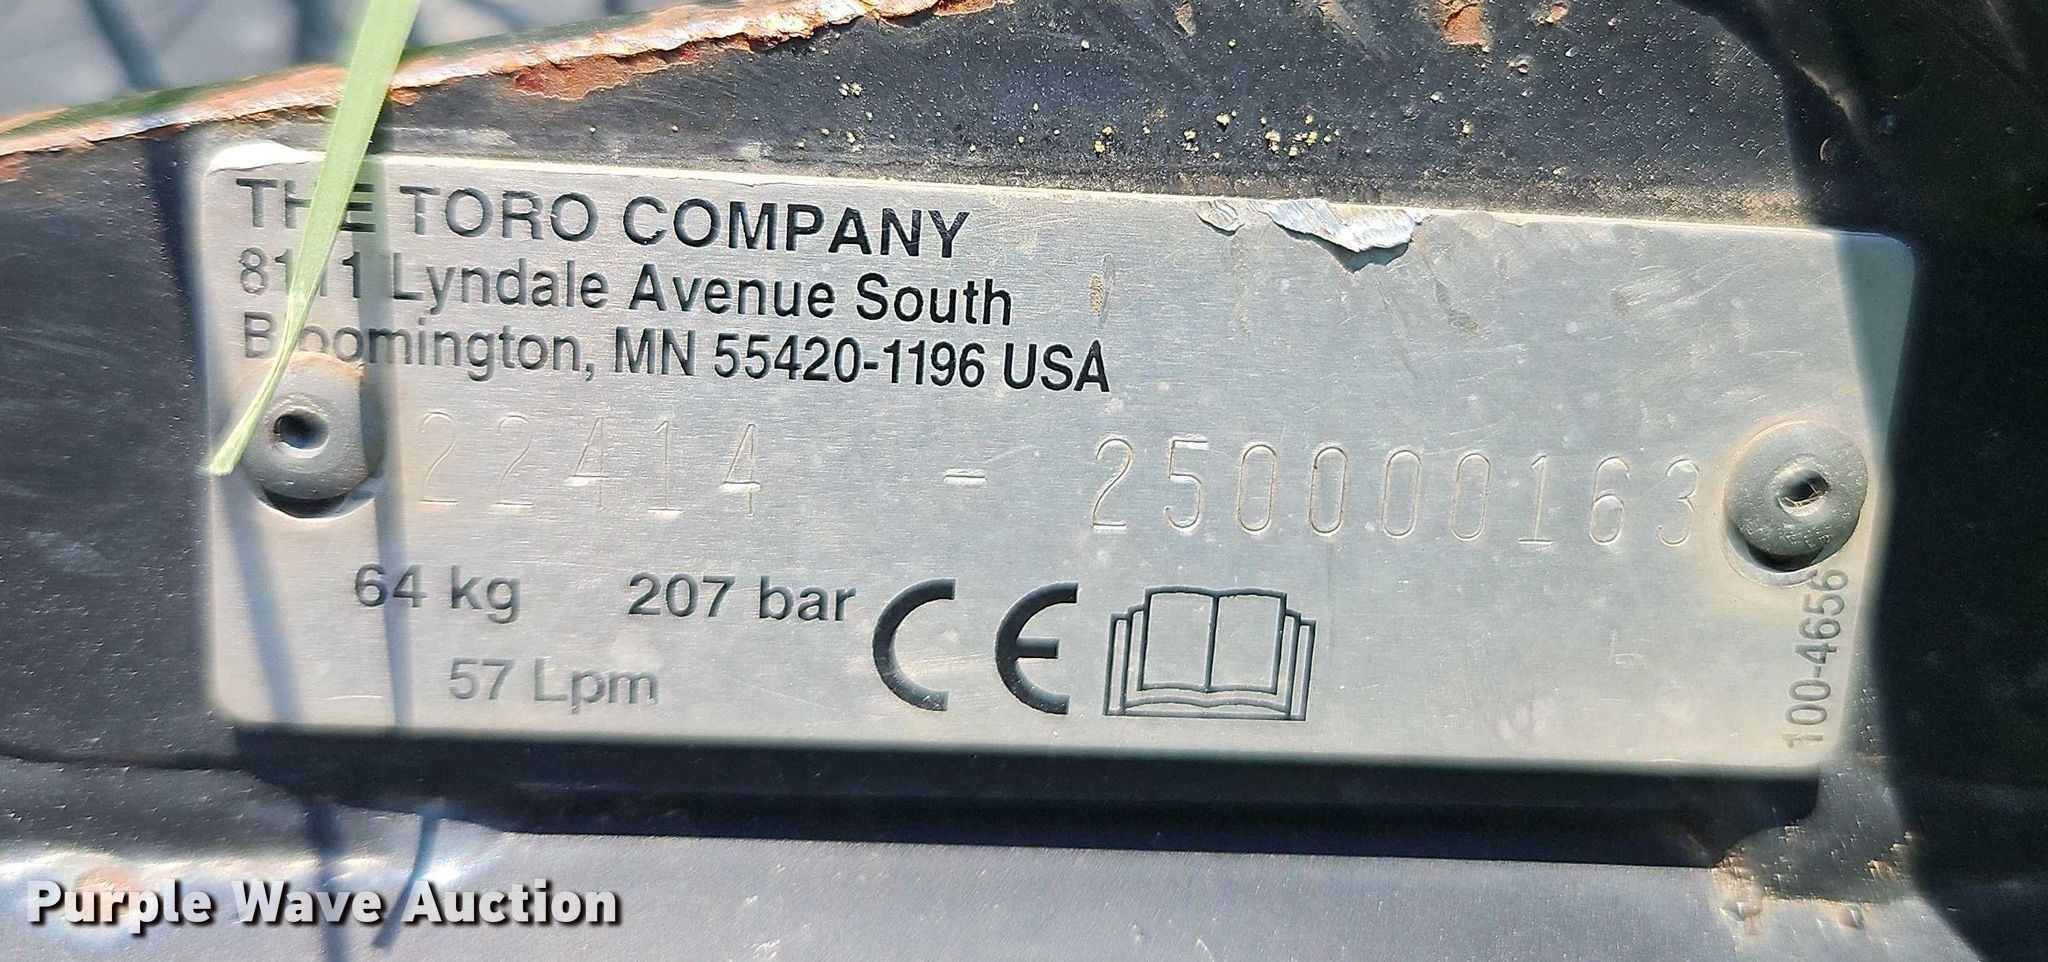 THE TORO COMPANY
8111 Lyndale Avenue South
Bloomington, MN 55420-1196 USA
22414 - 250000163
64 kg 207 bar CE
57 Lpm
100-4656
Purple Wave Auction